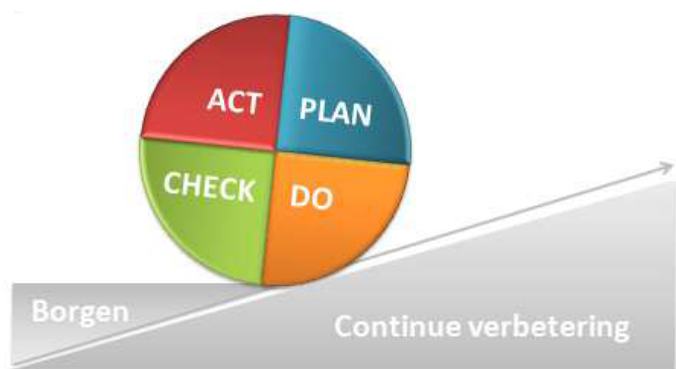 ACT
PLAN
CHECK
DO
Borgen
Continue verbetering